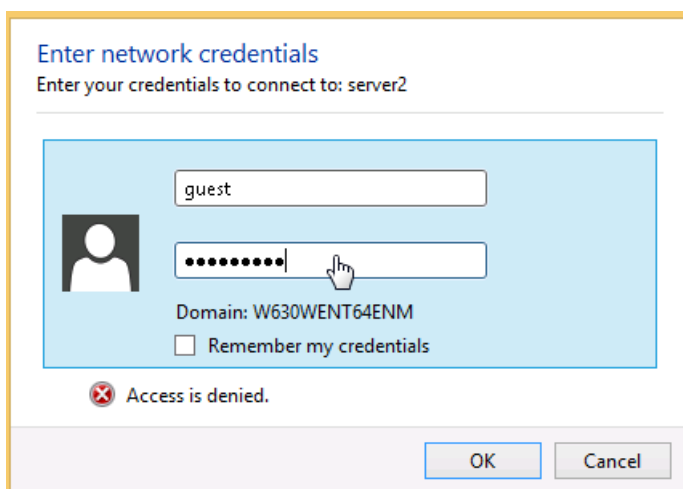 Enter network credentials
Enter your credentials to connect to: server2
guest
●●●●●●●●●
Domain: W630WENT64ENM
Remember my credentials
Access is denied.
OK
Cancel